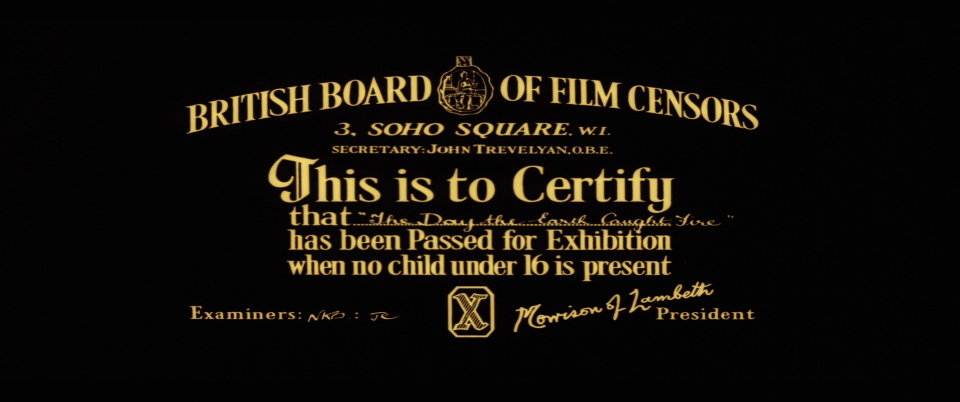 BRITISH BOARD OF FILM CENSORS
3, SOHO SQUARE. W.I.
SECRETARY: JOHN TREVELYAN, O.B.E.
This is to Certify
that "The Day the Earth Caught Fire"
has been Passed for Exhibition
when no child under 16 is present
X
Examiners: NKB : JC Morrison of Lambeth President